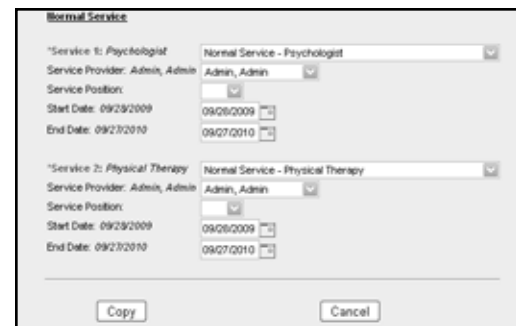 Normal Service
*Service 1: Psychologist Normal Service - Psychologist
Service Provider: Admin, Admin Admin, Admin
Service Position:
Start Date: 09/28/2009 09/28/2009
End Date: 09/27/2010 09/27/2010
*Service 2: Physical Therapy Normal Service - Physical Therapy
Service Provider: Admin, Admin Admin, Admin
Service Position:
Start Date: 09/28/2009 09/28/2009
End Date: 09/27/2010 09/27/2010
Copy Cancel